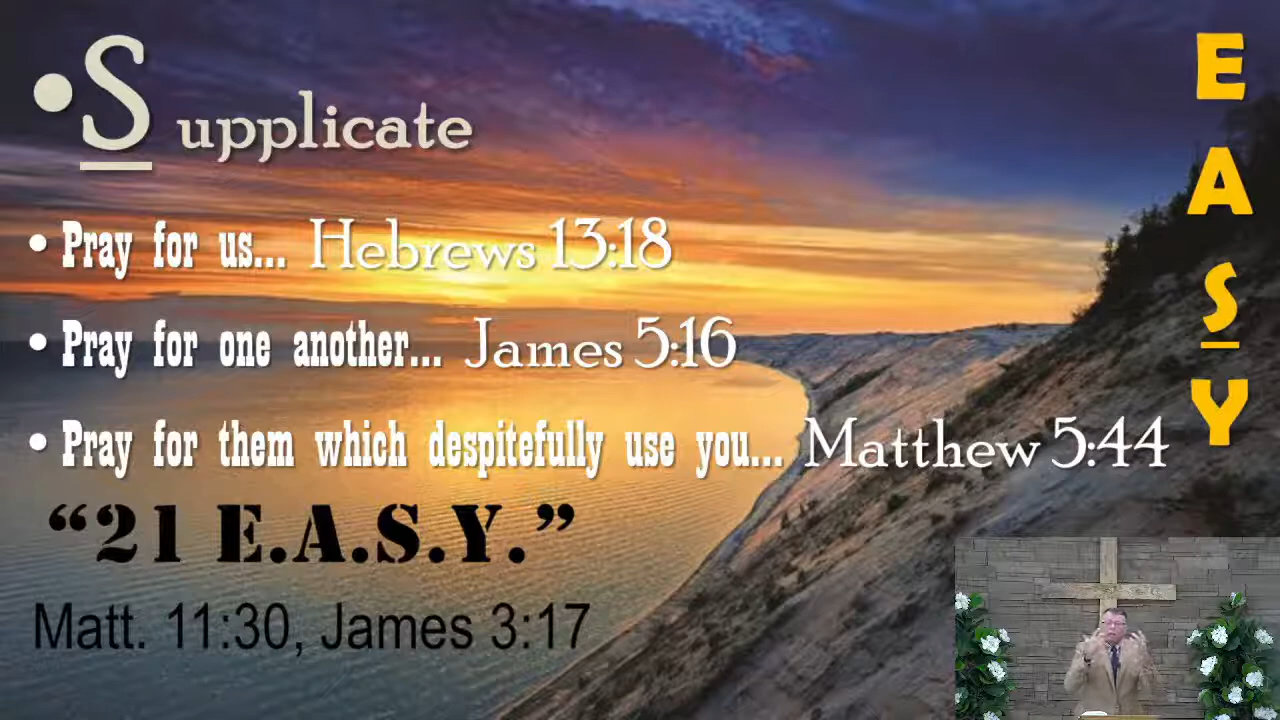 •S upplicate
• Pray for us... Hebrews 13:18
• Pray for one another... James 5:16
• Pray for them which despitefully use you... Matthew 5:44
“21 E.A.S.Y.”
Matt. 11:30, James 3:17
E
A
S
Y